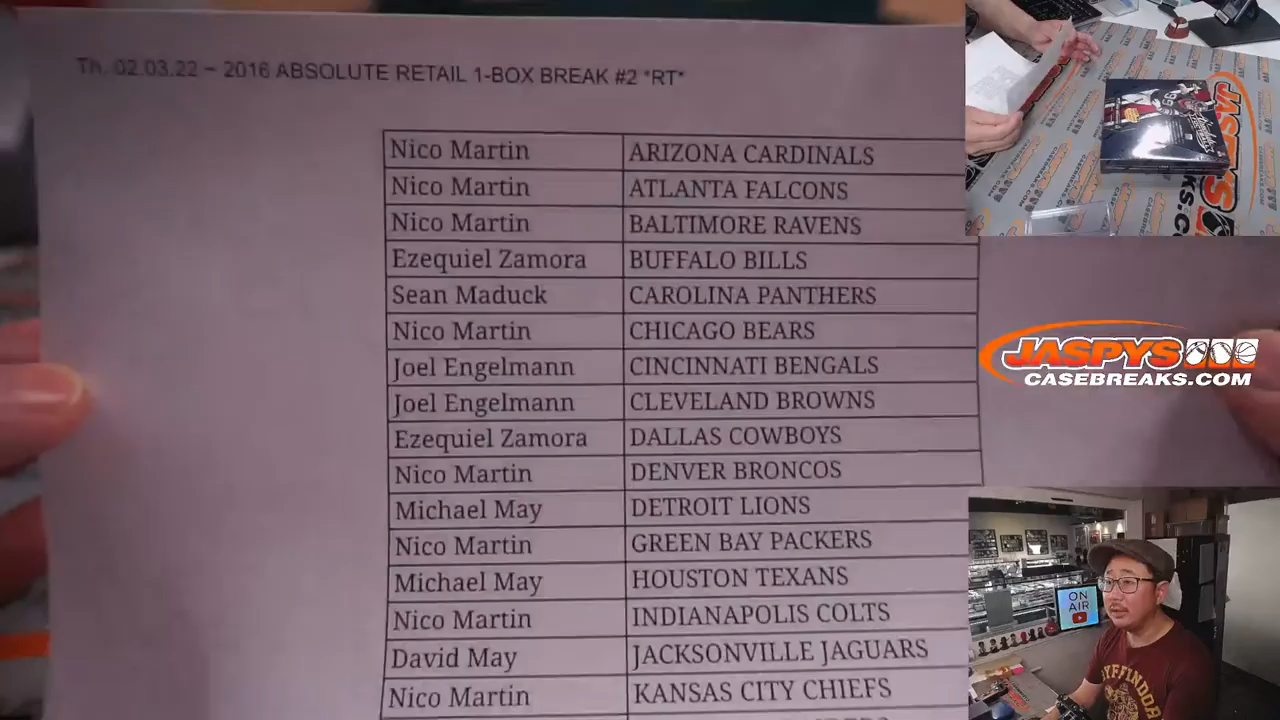 Th. 02.03.22 – 2016 ABSOLUTE RETAIL 1-BOX BREAK #2 *RT*
Nico Martin ARIZONA CARDINALS
Nico Martin ATLANTA FALCONS
Nico Martin BALTIMORE RAVENS
Ezequiel Zamora BUFFALO BILLS
Sean Maduck CAROLINA PANTHERS
Nico Martin CHICAGO BEARS
Joel Engelmann CINCINNATI BENGALS
Joel Engelmann CLEVELAND BROWNS
Ezequiel Zamora DALLAS COWBOYS
Nico Martin DENVER BRONCOS
Michael May DETROIT LIONS
Nico Martin GREEN BAY PACKERS
Michael May HOUSTON TEXANS
Nico Martin INDIANAPOLIS COLTS
David May JACKSONVILLE JAGUARS
Nico Martin KANSAS CITY CHIEFS
JASPYS
CASEBREAKS.COM
ON
AIR